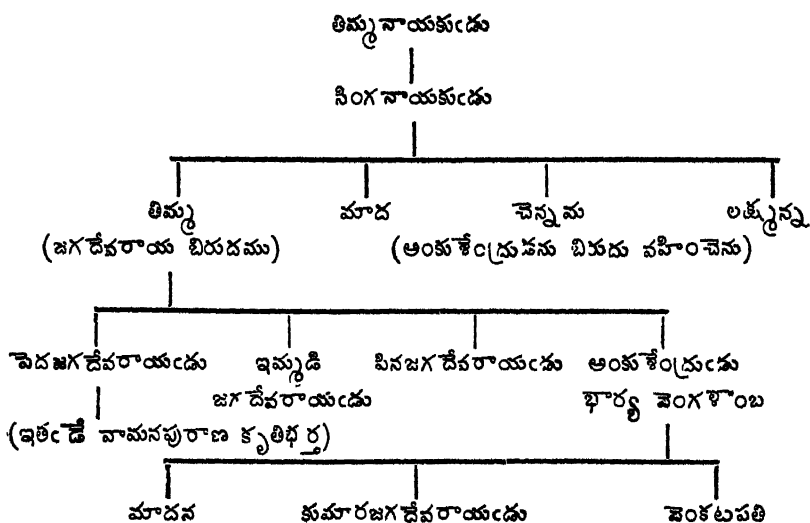 తిమ్మనాయకుఁడు
సింగనాయకుఁడు
తిమ్మ మాద చెన్నమ లక్ష్మన్న
(జగదేవరాయ బిరుదము) (అంకుశేంద్రుడను బిరుదు వహించెను)
పెదజగదేవరాయఁడు ఇమ్మడి పినజగదేవరాయఁడు అంకుశేంద్రుఁడు
జగదేవరాయఁడు భార్య వెంగళాంబ
(ఇతఁడే వామనపురాణ కృతిభర్త)
మాదన కుమారజగదేవరాయఁడు వెంకటపతి